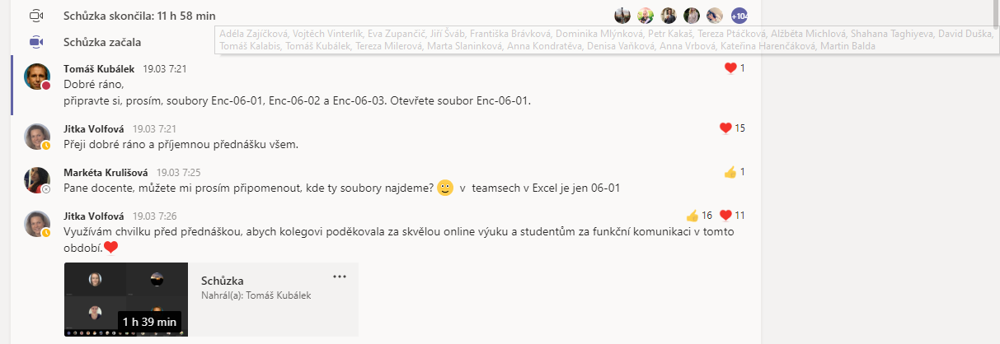 Schůzka skončila: 11 h 58 min
+104
Schůzka začala
Adéla Zajíčková, Vojtěch Vinterlík, Eva Zupančič, Jiří Šváb, Františka Brávková, Dominika Mlýnková, Petr Kakaš, Tereza Ptáčková, Alžběta Michlová, Shahana Taghiyeva, David Duška,
Tomáš Kalabis, Tomáš Kubálek, Tereza Milerová, Marta Slaninková, Anna Kondratěva, Denisa Vaňková, Anna Vrbová, Kateřina Harenčáková, Martin Balda
Tomáš Kubálek 19.03 7:21
1
Dobré ráno,
připravte si, prosím, soubory Enc-06-01, Enc-06-02 a Enc-06-03. Otevřete soubor Enc-06-01.
Jitka Volfová 19.03 7:21
15
Přeji dobré ráno a příjemnou přednášku všem.
Markéta Krulišová 19.03 7:25
1
Pane docente, můžete mi prosím připomenout, kde ty soubory najdeme? 🙂 v teamsech v Excel je jen 06-01
Jitka Volfová 19.03 7:26
16 11
Využívám chvilku před přednáškou, abych kolegovi poděkovala za skvělou online výuku a studentům za funkční komunikaci v tomto
období.❤️
Schůzka
Nahrál(a): Tomáš Kubálek
1 h 39 min